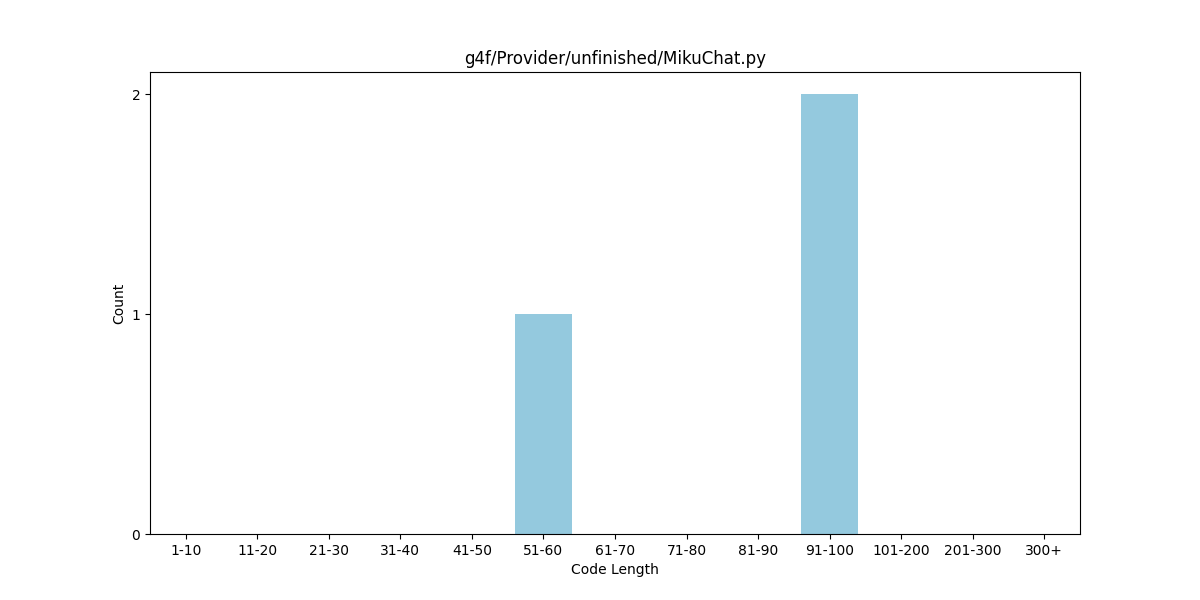 g4f/Provider/unfinished/MikuChat.py
Count
2
1
0
1-10 11-20 21-30 31-40 41-50 51-60 61-70 71-80 81-90 91-100 101-200 201-300 300+
Code Length